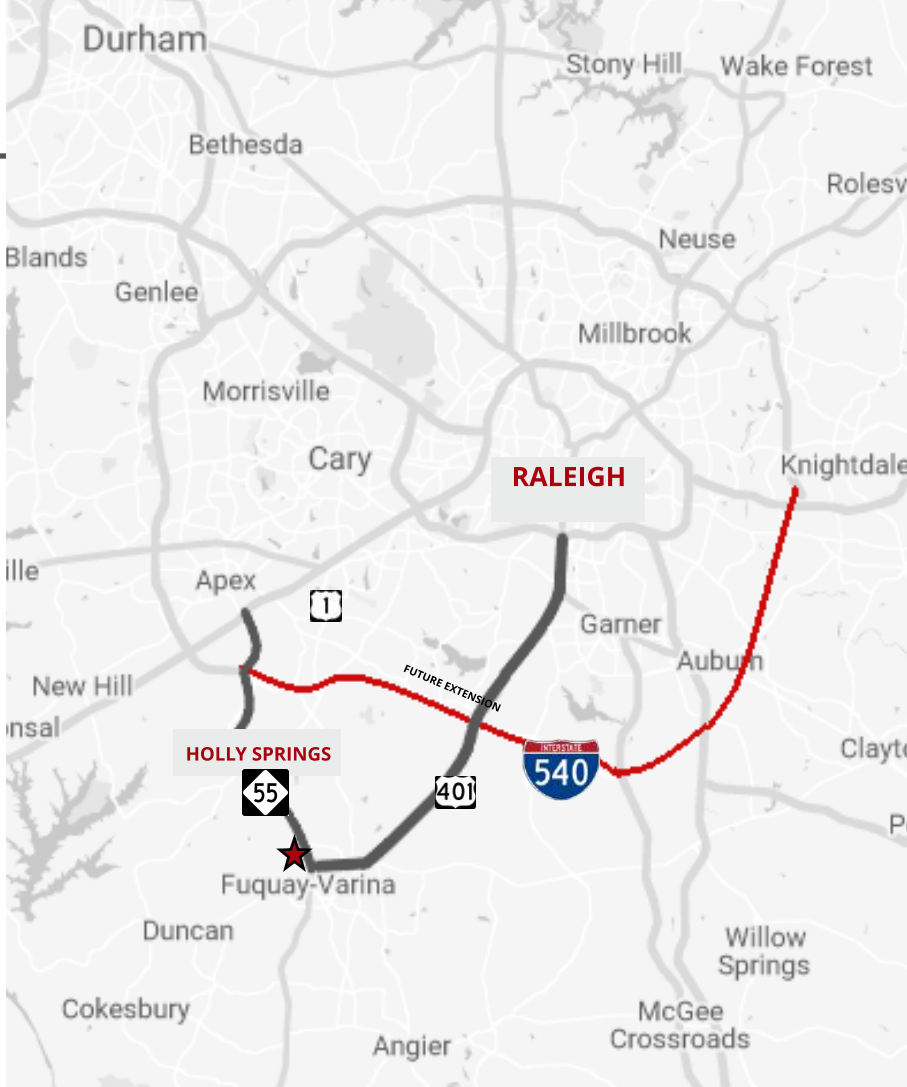 Durham
Stony Hill
Wake Forest
Bethesda
Rolesv
Neuse
Blands
Genlee
Millbrook
Morrisville
Cary
Knightdale
RALEIGH
ille
Apex
1
Garner
Auburn
New Hill
FUTURE EXTENSION
onsal
HOLLY SPRINGS
INTERSTATE
540
Clayto
55
401
P
Fuquay-Varina
Duncan
Willow
Springs
Cokesbury
McGee
Crossroads
Angier